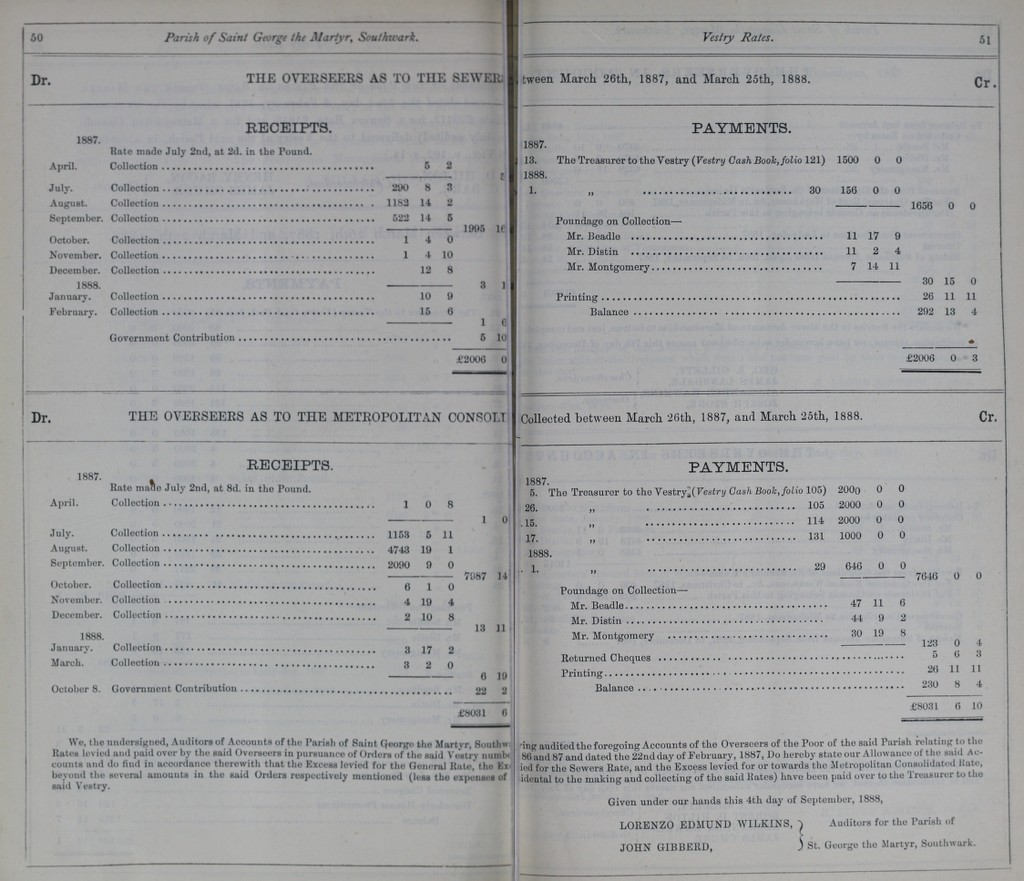 50 Parish of Saint George the Martyr, Southwark.
Dr. THE OVERSEERS AS TO THE SEWER
RECEIPTS.
1887.
Rate made July 2nd, at 2d. in the Pound.
April. Collection 5 2
July. Collection 290 8 3
August. Collection 1182 14 2
September. Collection 522 14 5
1995 16
October. Collection 1 4 0
November. Collection 1 4 10
December. Collection 12 8
1888. 3 1
January. Collection 10 9
February. Collection 15 6
1 6
Government Contribution 5 10
£2006 0
Dr. THE OVERSEERS AS TO THE METROPOLITAN CONSOLI
RECEIPTS.
1887.
Rate made July 2nd, at 8d. in the Pound.
April. Collection 1 0 8
1 0
July. Collection 1153 5 11
August. Collection 4743 19 1
September. Collection 2090 9 0
7987 14
October. Collection 6 1 0
November. Collection 4 19 4
December. Collection 2 10 8
13 11
1888.
January. Collection 3 17 2
March. Collection 3 2 0
6 19
October 8. Government Contribution 22 2
£8031 6
We, the undersigned, Auditors of Accounts of the Parish of Saint George the Martyr, Southw
Rates levied and paid over by the said Overseers in pursuance of Orders of the said Vestry numbe
counts and do find in accordance therewith that the Excess levied for the General Rate, the Ex
beyond the several amounts in the said Orders respectively mentioned (less the expenses of
said Vestry.
Vestry Rates. 51
tween March 26th, 1887, and March 25th, 1888. Cr.
PAYMENTS.
1887.
13. The Treasurer to the Vestry (Vestry Cash Book, folio 121) 1500 0 0
1888.
1. „ 30 156 0 0
1656 0 0
Poundage on Collection—
Mr. Beadle 11 17 9
Mr. Distin 11 2 4
Mr. Montgomery 7 14 11
30 15 0
Printing 26 11 11
Balance 292 13 4
£2006 0 3
Collected between March 26th, 1887, and March 25th, 1888. Cr.
PAYMENTS.
1887.
5. The Treasurer to the Vestry (Vestry Cash Book, folio 105) 2000 0 0
26. „ 105 2000 0 0
15. „ 114 2000 0 0
17. „ 131 1000 0 0
1888.
1. „ 29 646 0 0
7646 0 0
Poundage on Collection—
Mr. Beadle 47 11 6
Mr. Distin 44 9 2
Mr. Montgomery 30 19 8
123 0 4
Returned Cheques 5 6 3
Printing 26 11 11
Balance 230 8 4
£8031 6 10
ing audited the foregoing Accounts of the Overseers of the Poor of the said Parish relating to the
86 and 87 and dated the 22nd day of February, 1887, Do hereby state our Allowance of the said Ac-
ied for the Sewers Rate, and the Excess levied for or towards the Metropolitan Consolidated Rate,
idental to the making and collecting of the said Rates) have been paid over to the Treasurer to the
Given under our hands this 4th day of September, 1888,
LORENZO EDMUND WILKINS, } Auditors for the Parish of
JOHN GIBBERD, St. George the Martyr, Southwark.